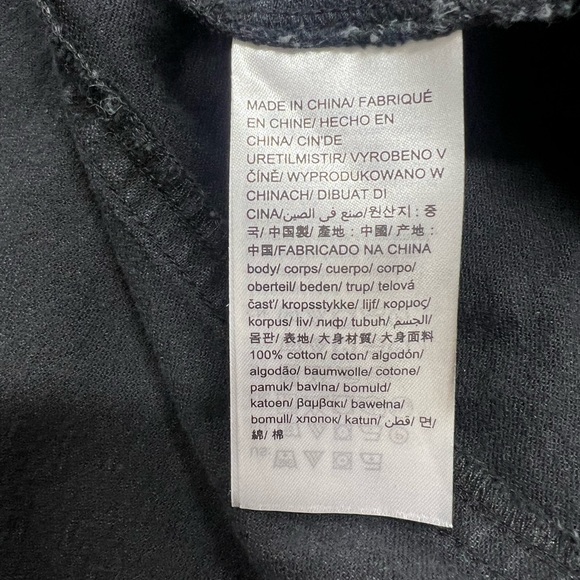 MADE IN CHINA/ FABRIQUÉ
EN CHINE/ HECHO EN
CHINA/ CIN'DE
URETILMISTIR/ VYROBENO V
ČÍNĚ/ WYPRODUKOWANO W
CHINACH/ DIBUAT DI
CINA/صنع في الصين/원산지 : 중
국/ 中国製/ 產地 : 中國/ 产地 :
中国/FABRICADO NA CHINA
body/ corps/ cuerpo/ corpo/
oberteil/ beden/ trup/ telová
časť/ kropsstykke/ lijf/ κορμος/
korpus/ liv/ лиф/ tubuh/ الجسم/
몸판/ 表地/ 大身材質/ 大身面料
100% cotton/ coton/ algodón/
algodão/ baumwolle/ cotone/
pamuk/ bavlna/ bomuld/
katoen/ βαμβακι/ bawełna/
bomull/ хлопок/ katun/ قطن/ 면/
綿/ 棉